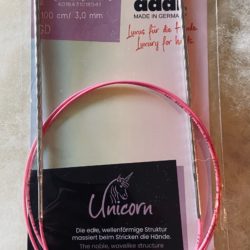 100 cm/ 3,0 mm
addi
MADE IN GERMANY
Luxus für die Hände
Luxury for hands
Unicorn
Die edle, wellenförmige Struktur
massiert beim Stricken die Hände.
The noble, wavelike structure